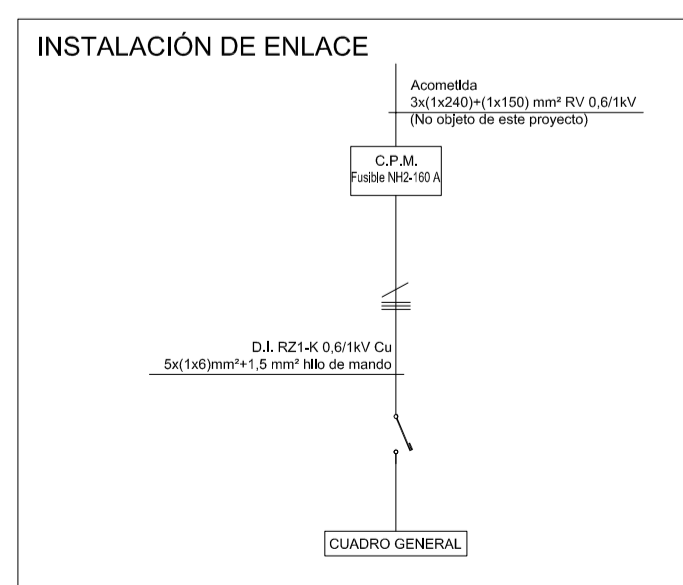 INSTALACIÓN DE ENLACE
Acometida
3x(1x240)+(1x150) mm² RV 0,6/1kV
(No objeto de este proyecto)
C.P.M.
Fusible NH2-160 A
D.I. RZ1-K 0,6/1kV Cu
5x(1x6)mm²+1,5 mm² hilo de mando
CUADRO GENERAL